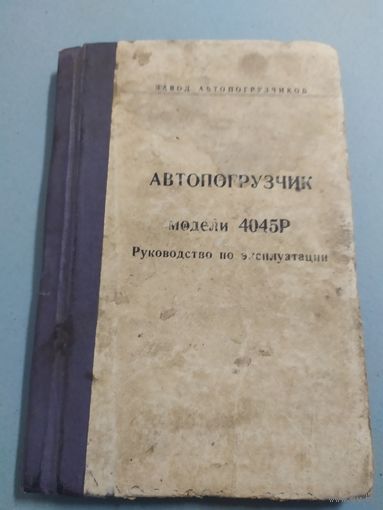 ЗАВОД АВТОПОГРУЗЧИКОВ
АВТОПОГРУЗЧИК
модели 4045Р
Руководство по эксплуатации